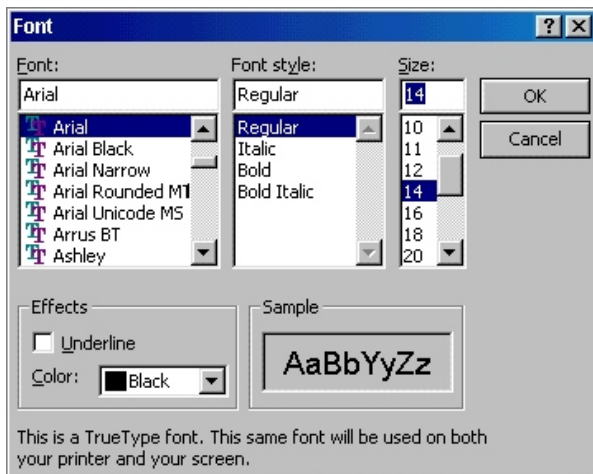 Font
Font: Font style: Size:
Arial Regular 14
OK
Cancel
Arial
Arial Black
Arial Narrow
Arial Rounded MT
Arial Unicode MS
Arrus BT
Ashley
Regular
Italic
Bold
Bold Italic
10
11
12
14
16
18
20
Effects
Underline
Color: Black
Sample
AaBbYyZz
This is a TrueType font. This same font will be used on both
your printer and your screen.